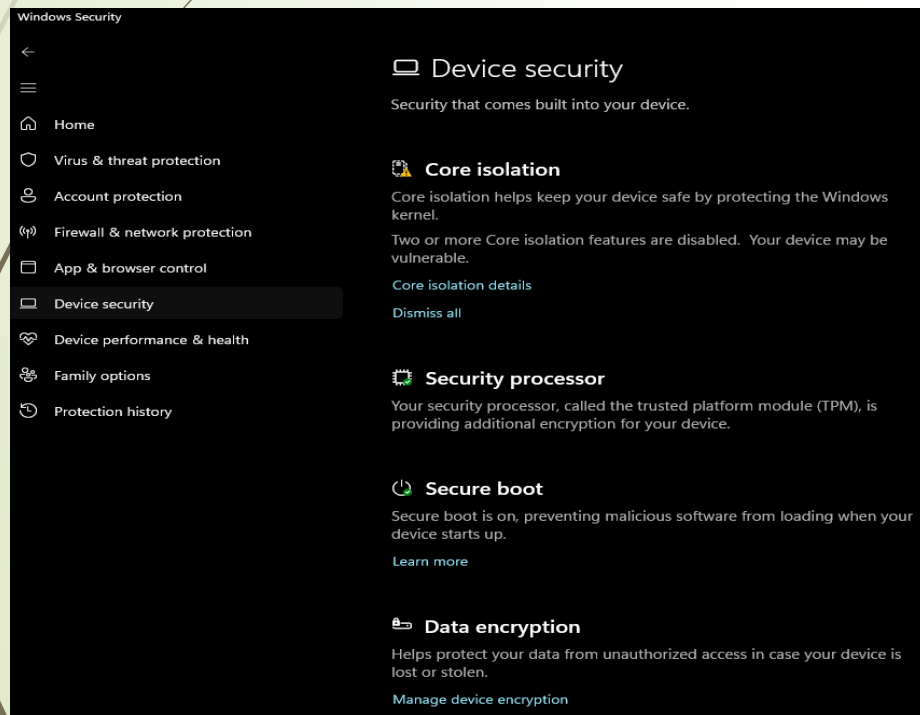 Windows Security
Home
Virus & threat protection
Account protection
Firewall & network protection
App & browser control
Device security
Device performance & health
Family options
Protection history
Device security
Security that comes built into your device.
Core isolation
Core isolation helps keep your device safe by protecting the Windows
kernel.
Two or more Core isolation features are disabled.  Your device may be
vulnerable.
Core isolation details
Dismiss all
Security processor
Your security processor, called the trusted platform module (TPM), is
providing additional encryption for your device.
Secure boot
Secure boot is on, preventing malicious software from loading when your
device starts up.
Learn more
Data encryption
Helps protect your data from unauthorized access in case your device is
lost or stolen.
Manage device encryption